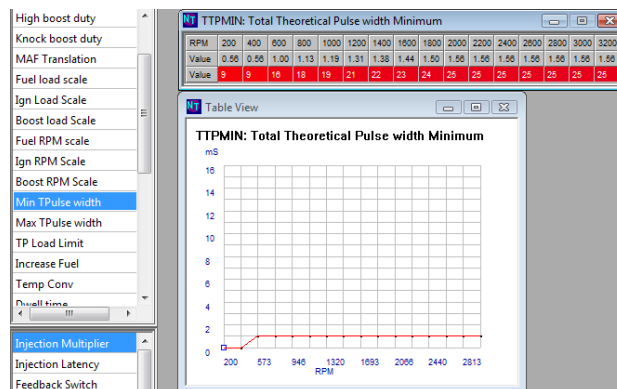 High boost duty
Knock boost duty
MAF Translation
Fuel load scale
Ign Load Scale
Boost load Scale
Fuel RPM scale
Ign RPM Scale
Boost RPM Scale
Min TPulse width
Max TPulse width
TP Load Limit
Increase Fuel
Temp Conv
Dwell time
Injection Multiplier
Injection Latency
Feedback Switch
NT TTPMIN: Total Theoretical Pulse width Minimum
RPM 200 400 600 800 1000 1200 1400 1600 1800 2000 2200 2400 2600 2800 3000 3200
Value 0.56 0.56 1.00 1.13 1.19 1.31 1.38 1.44 1.50 1.56 1.56 1.56 1.56 1.56 1.56 1.56
Value 9 9 16 18 19 21 22 23 24 25 25 25 25 25 25 25
NT Table View
TTPMIN: Total Theoretical Pulse width Minimum
mS
16
14
12
10
8
6
4
2
0
200 573 946 1320 1693 2066 2440 2813
RPM